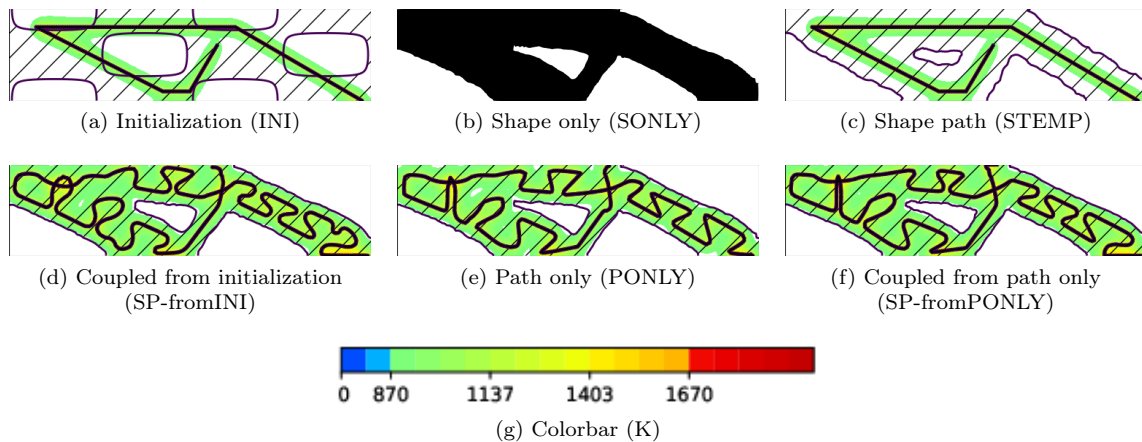 (a) Initialization (INI)
(b) Shape only (SONLY)
(c) Shape path (STEMP)
(d) Coupled from initialization
(SP-fromINI)
(e) Path only (PONLY)
(f) Coupled from path only
(SP-fromPONLY)
0 870 1137 1403 1670
(g) Colorbar (K)